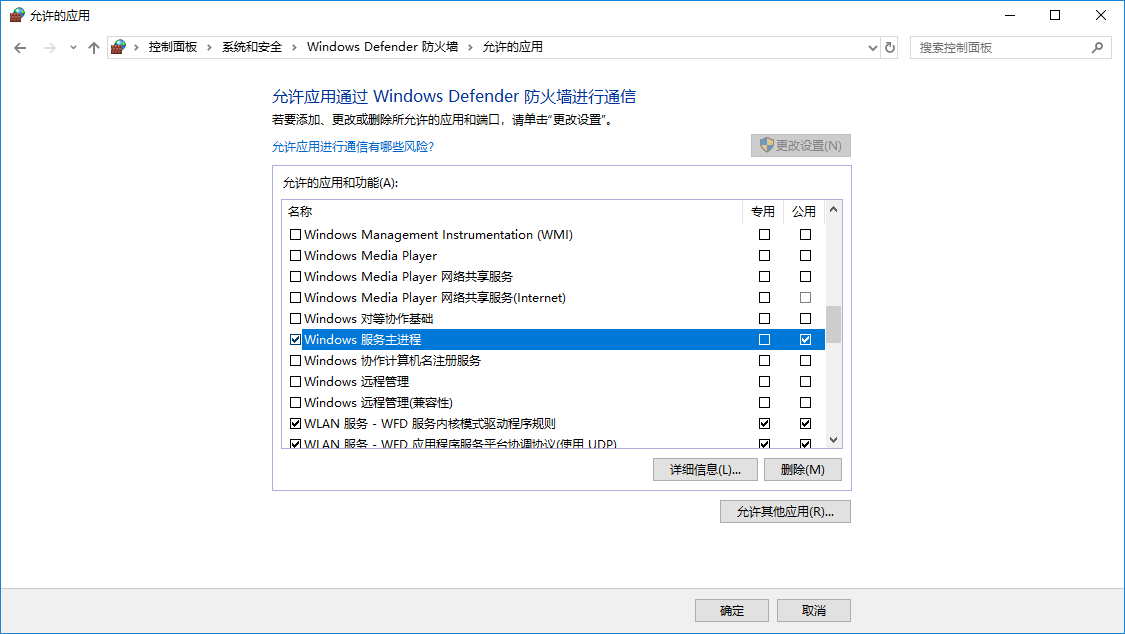 允许的应用
控制面板 系统和安全 Windows Defender 防火墙 允许的应用
搜索控制面板
允许应用通过 Windows Defender 防火墙进行通信
若要添加、更改或删除所允许的应用和端口，请单击"更改设置"。
允许应用进行通信有哪些风险?
更改设置(N)
允许的应用和功能(A):
名称 专用 公用
Windows Management Instrumentation (WMI)
Windows Media Player
Windows Media Player 网络共享服务
Windows Media Player 网络共享服务(Internet)
Windows 对等协作基础
Windows 服务主进程
Windows 协作计算机名注册服务
Windows 远程管理
Windows 远程管理(兼容性)
WLAN 服务 - WFD 服务内核模式驱动程序规则
WLAN 服务 - WFD 应用程序服务平台协调协议(使用 UDP)
详细信息(L)... 删除(M)
允许其他应用(R)...
确定 取消